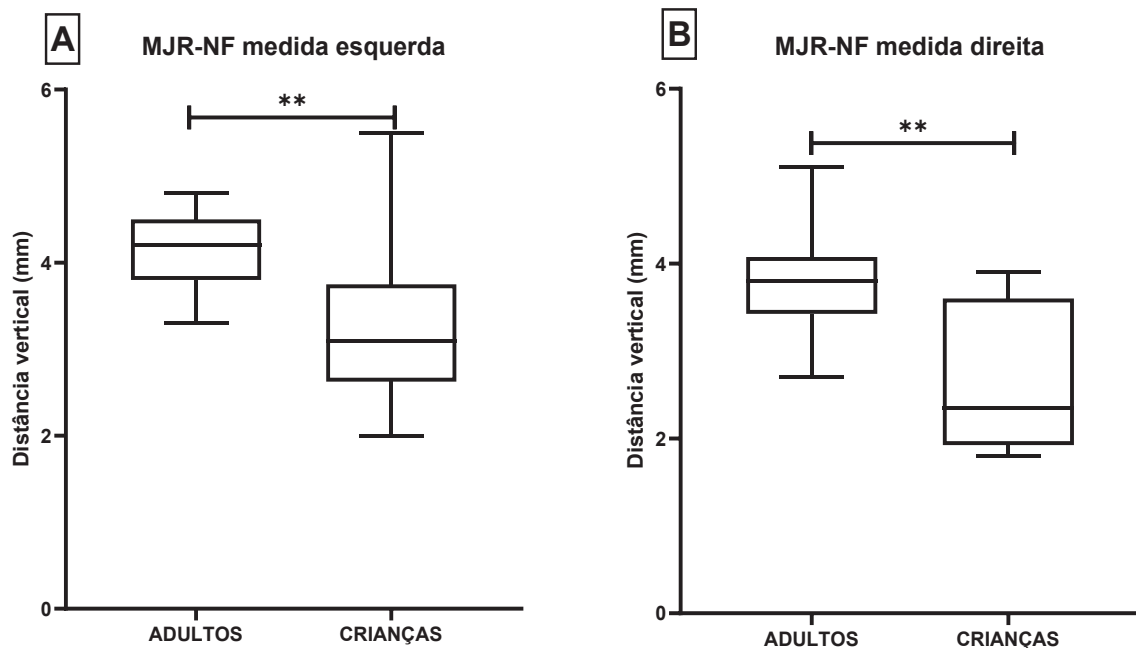 A
MJR-NF medida esquerda
6
4
2
0
Distância vertical (mm)
**
ADULTOS
CRIANÇAS
B
MJR-NF medida direita
6
4
2
0
Distância vertical (mm)
**
ADULTOS
CRIANÇAS